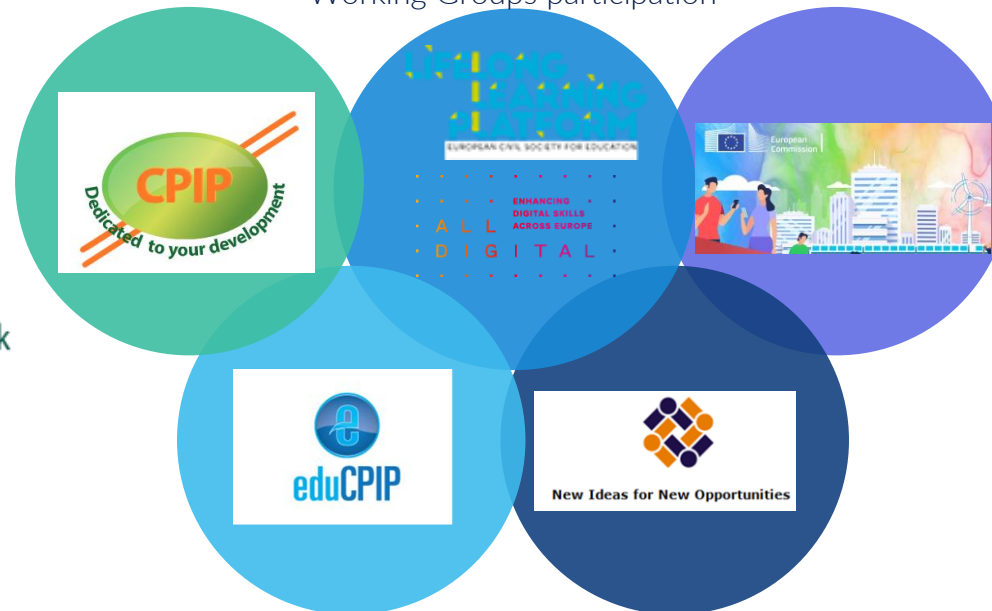 Working Groups participation
CPIP
Dedicated to your development
LIFELONG
LEARNING
PLATFORM
EUROPEAN CIVIL SOCIETY FOR EDUCATION
ENHANCING
DIGITAL SKILLS
ACROSS EUROPE
ALL
DIGITAL
European
Commission
k
e
eduCPIP
New Ideas for New Opportunities